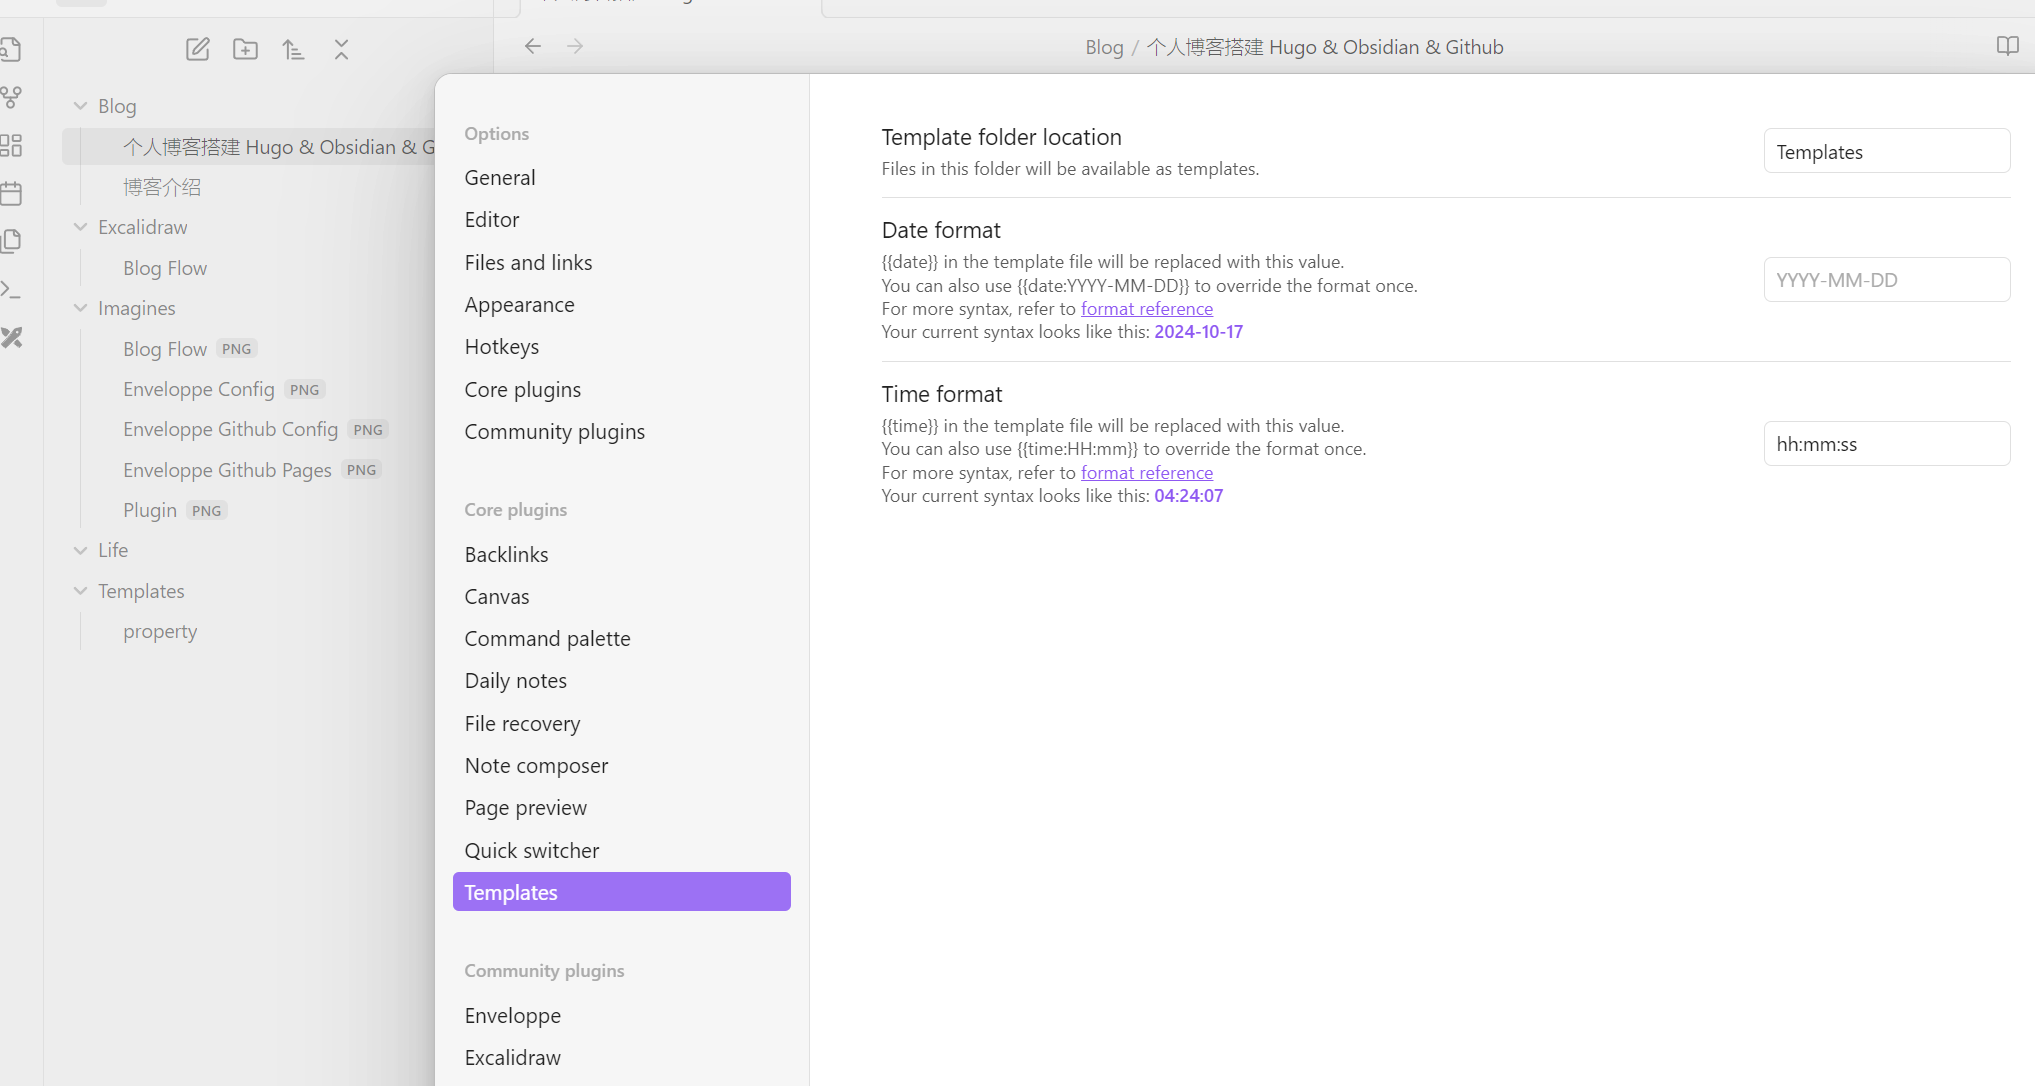 Blog / 个人博客搭建 Hugo & Obsidian & Github
Blog
个人博客搭建 Hugo & Obsidian & G
博客介绍
Excalidraw
Blog Flow
Imagines
Blog Flow PNG
Enveloppe Config PNG
Enveloppe Github Config PNG
Enveloppe Github Pages PNG
Plugin PNG
Life
Templates
property
Options
General
Editor
Files and links
Appearance
Hotkeys
Core plugins
Community plugins
Core plugins
Backlinks
Canvas
Command palette
Daily notes
File recovery
Note composer
Page preview
Quick switcher
Templates
Community plugins
Enveloppe
Excalidraw
Template folder location
Files in this folder will be available as templates.
Templates
Date format
{{date}} in the template file will be replaced with this value.
You can also use {{date:YYYY-MM-DD}} to override the format once.
For more syntax, refer to format reference
Your current syntax looks like this: 2024-10-17
YYYY-MM-DD
Time format
{{time}} in the template file will be replaced with this value.
You can also use {{time:HH:mm}} to override the format once.
For more syntax, refer to format reference
Your current syntax looks like this: 04:24:07
hh:mm:ss